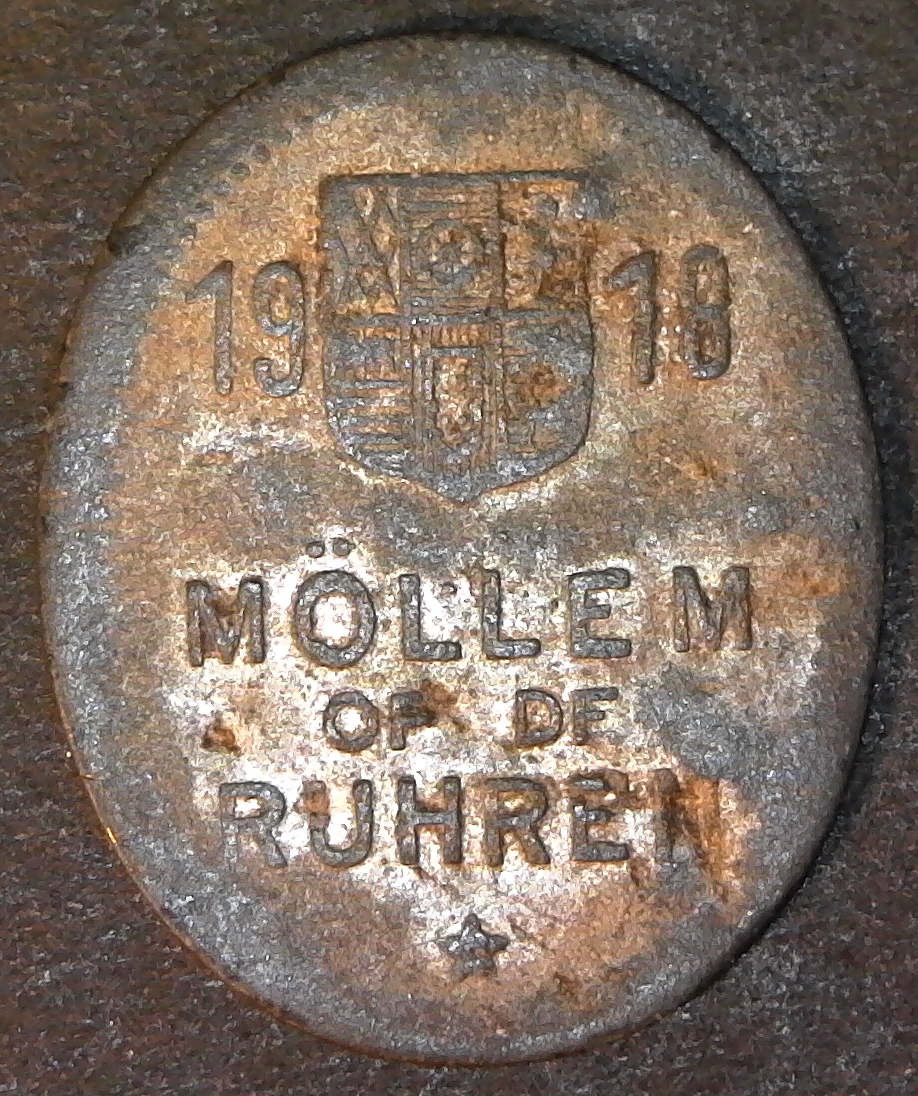 19 18
MÖLLEM
OP DE
RUHREN